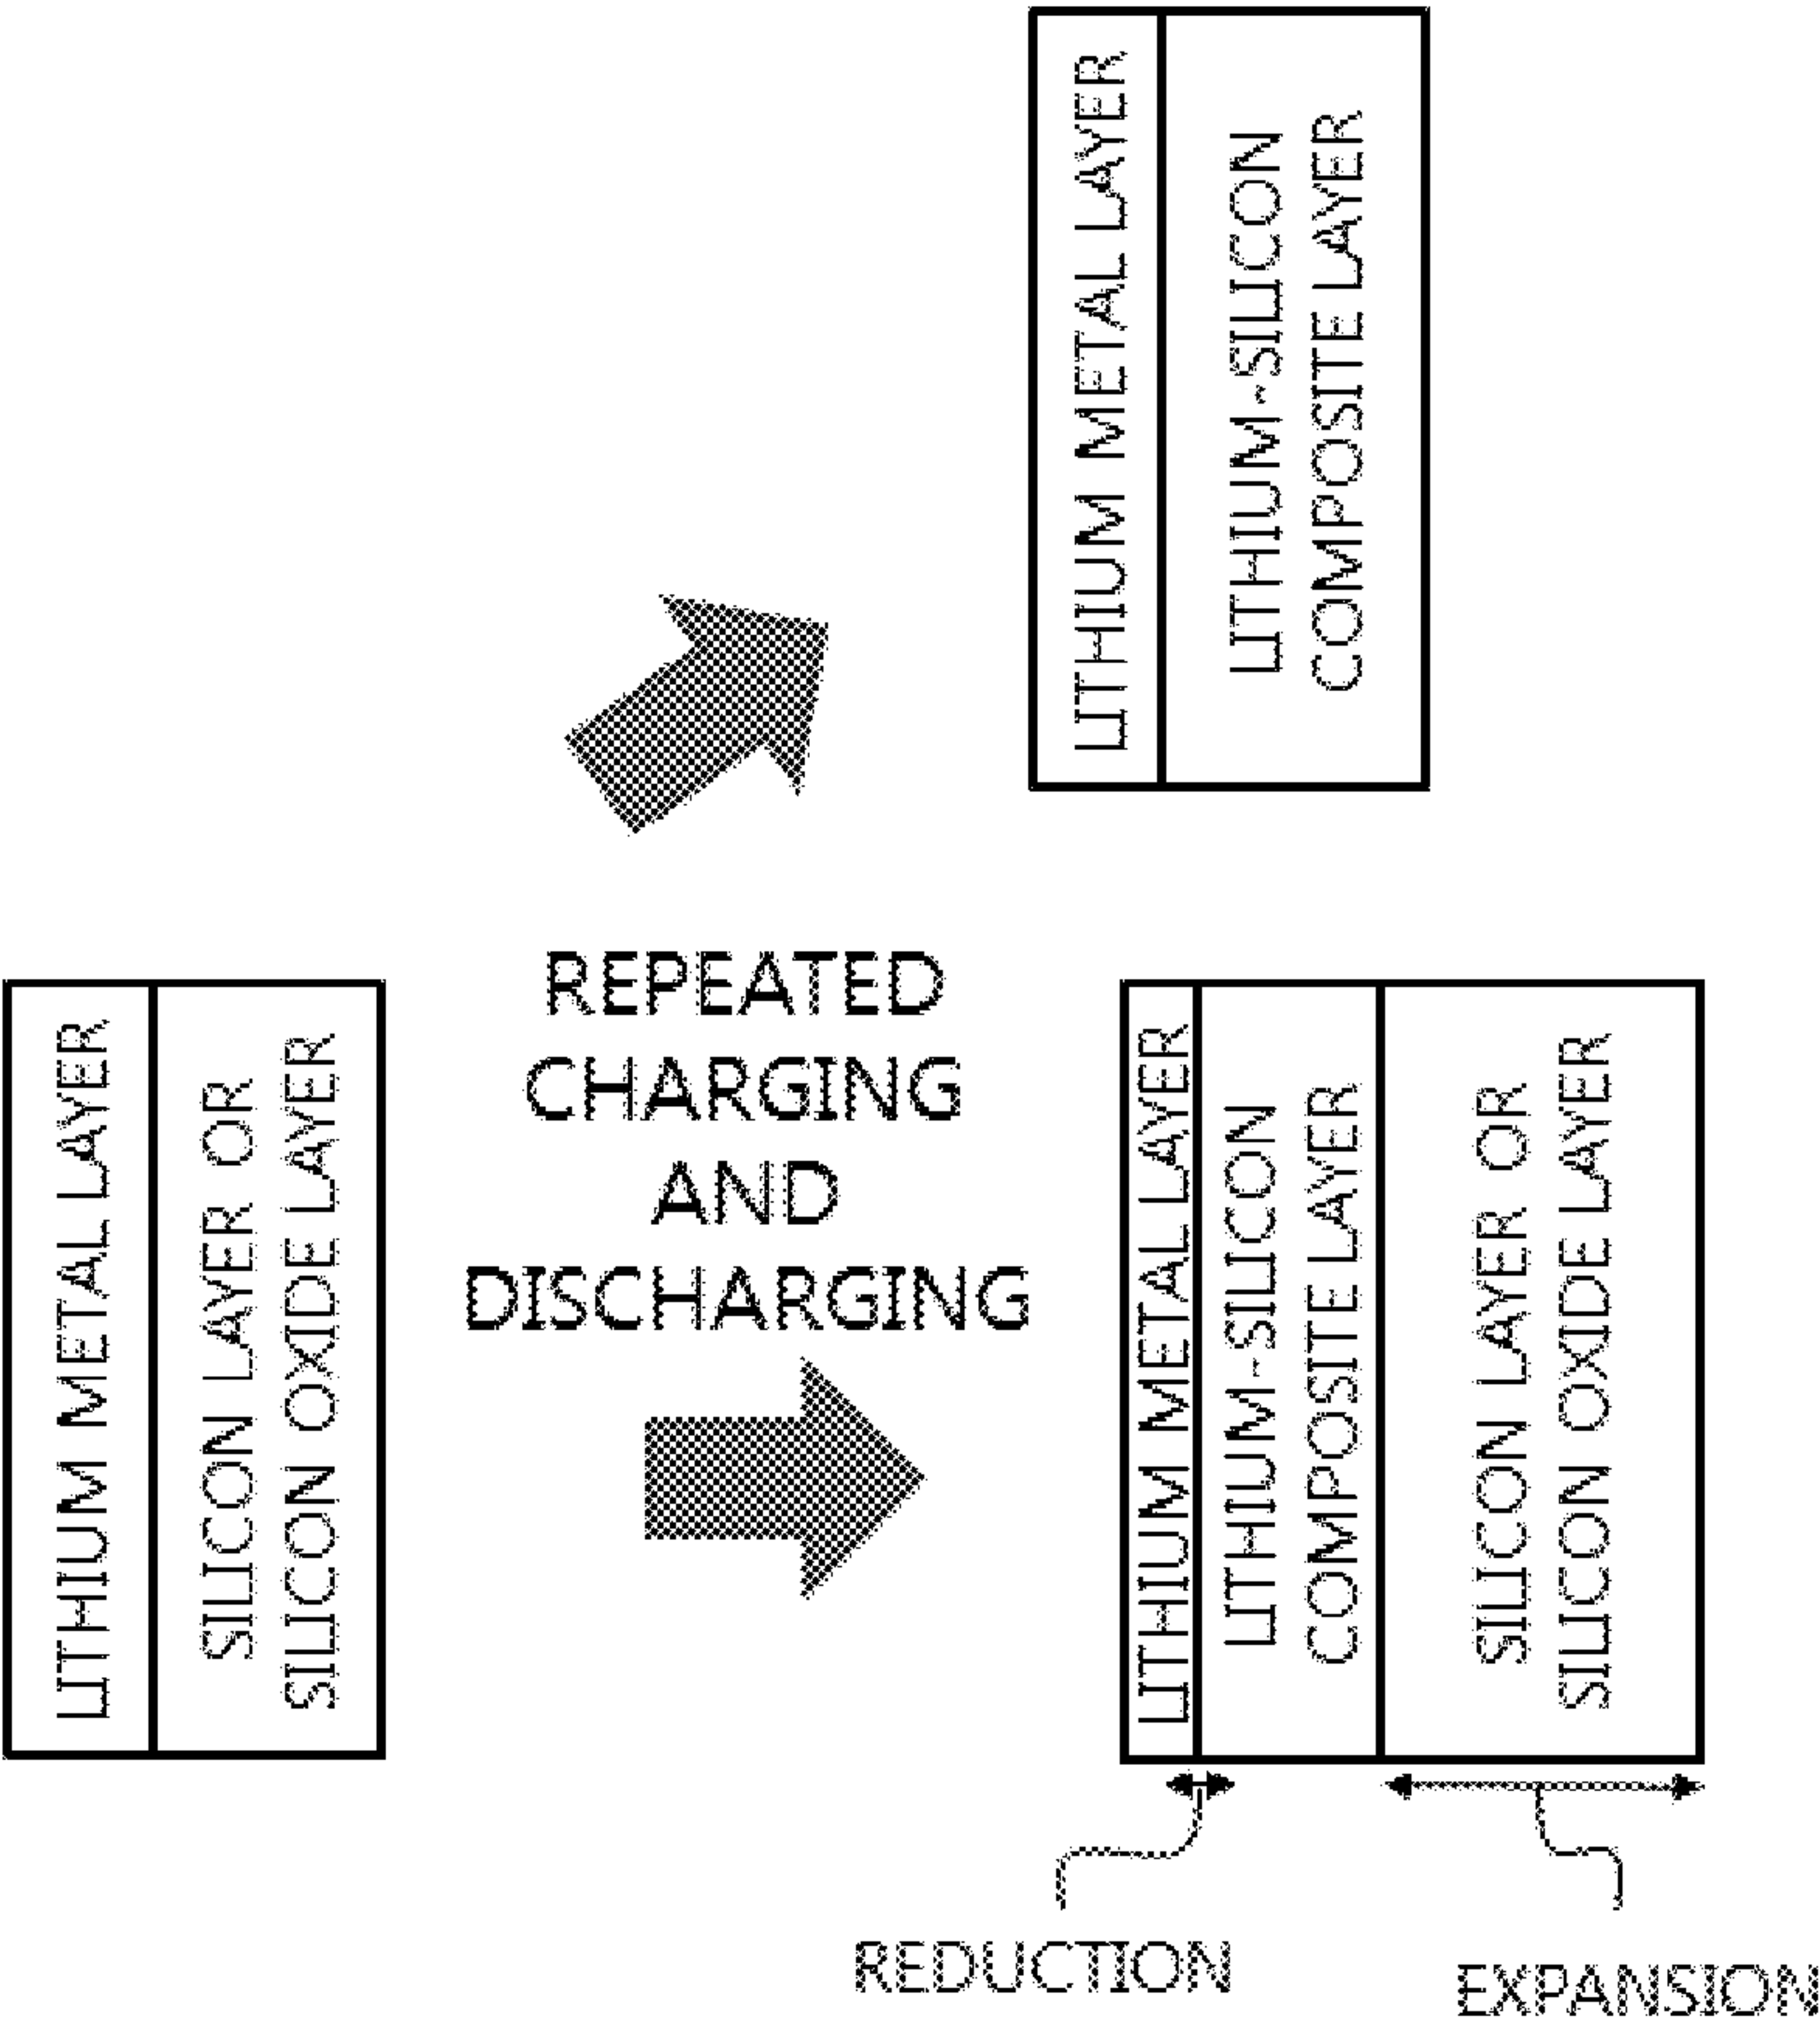 LITHIUM METAL LAYER
LITHIUM-SILICON
COMPOSITE LAYER
REPEATED
CHARGING
AND
DISCHARGING
LITHIUM METAL LAYER
SILICON LAYER OR
SILICON OXIDE LAYER
LITHIUM METAL LAYER
LITHIUM-SILICON
COMPOSITE LAYER
SILICON LAYER OR
SILICON OXIDE LAYER
REDUCTION
EXPANSION